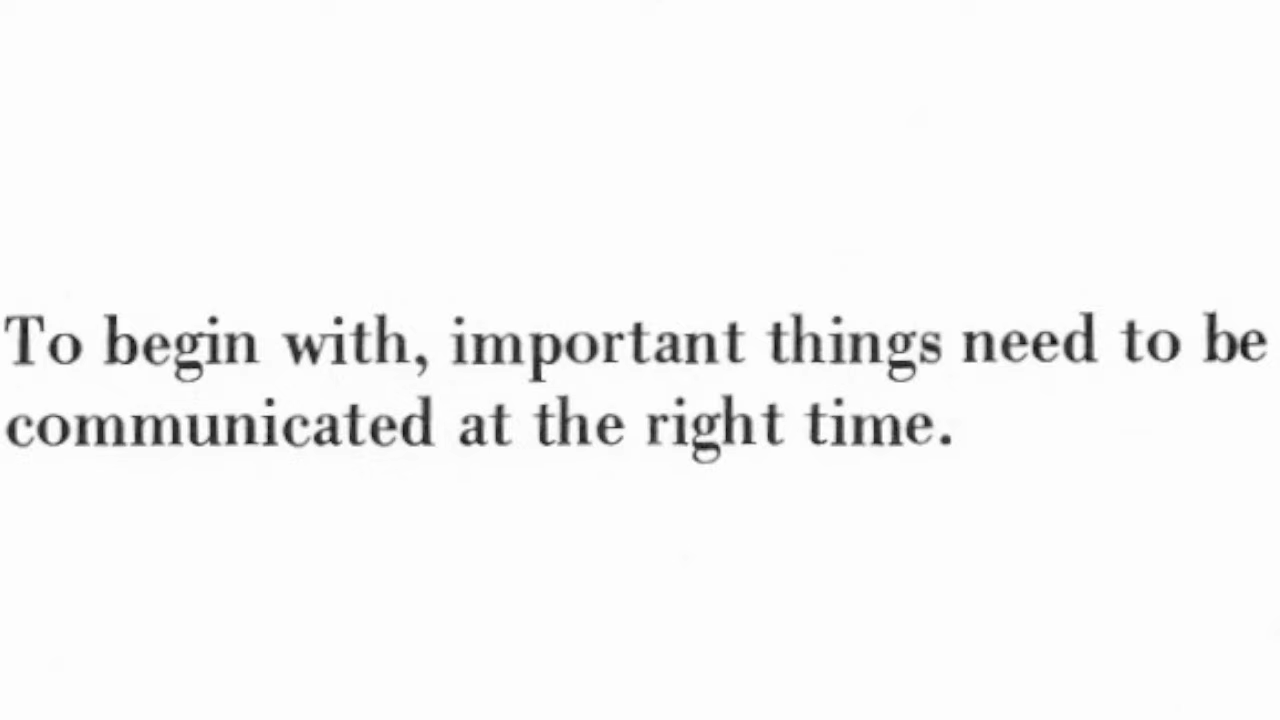 To begin with, important things need to be
communicated at the right time.